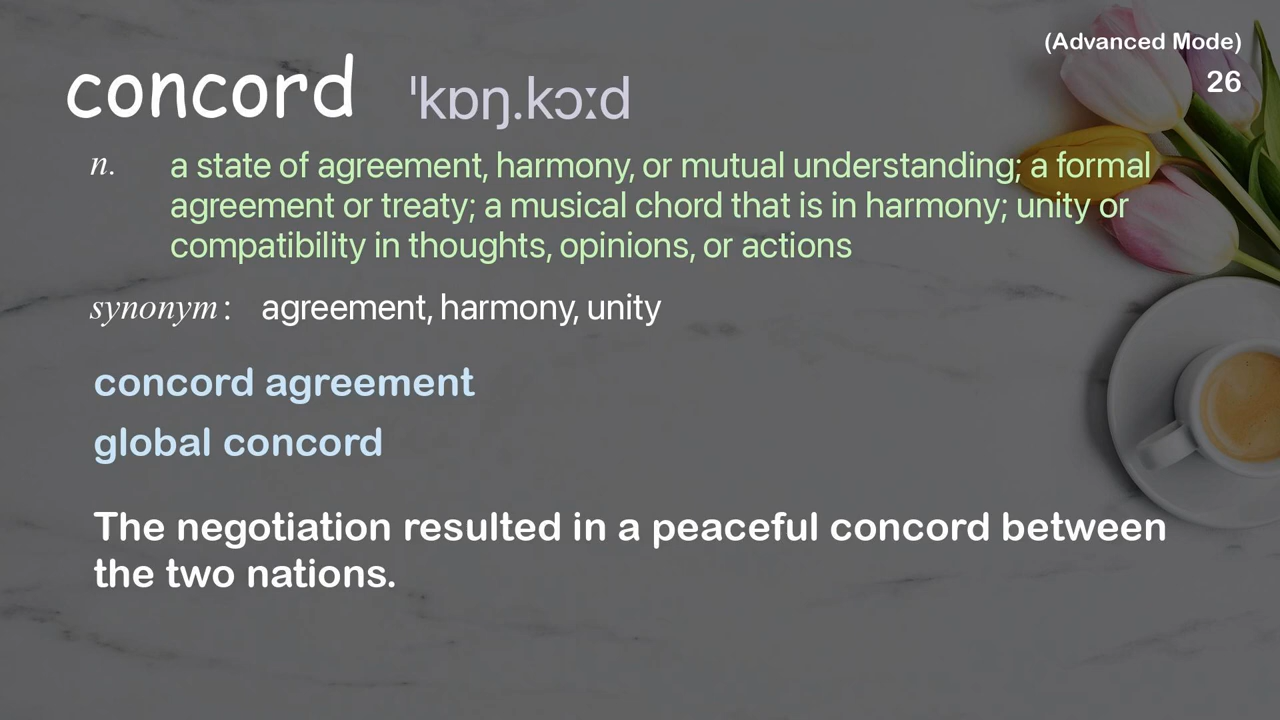 (Advanced Mode)
26
concord ˈkɒŋ.kɔːd
n. a state of agreement, harmony, or mutual understanding; a formal
agreement or treaty; a musical chord that is in harmony; unity or
compatibility in thoughts, opinions, or actions
synonym: agreement, harmony, unity
concord agreement
global concord
The negotiation resulted in a peaceful concord between
the two nations.